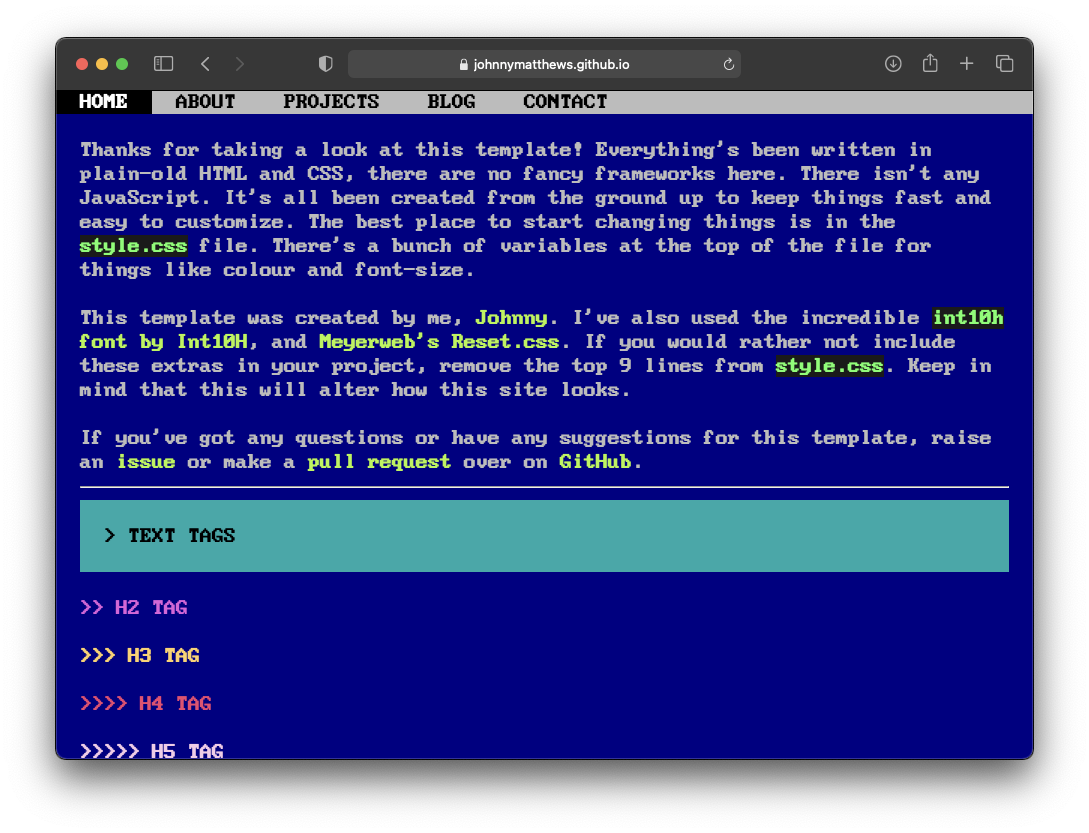 johnnymatthews.github.io
HOME ABOUT PROJECTS BLOG CONTACT
Thanks for taking a look at this template! Everything's been written in
plain-old HTML and CSS, there are no fancy frameworks here. There isn't any
JavaScript. It's all been created from the ground up to keep things fast and
easy to customize. The best place to start changing things is in the
style.css file. There's a bunch of variables at the top of the file for
things like colour and font-size.
This template was created by me, Johnny. I've also used the incredible int10h
font by Int10H, and Meyerweb's Reset.css. If you would rather not include
these extras in your project, remove the top 9 lines from style.css. Keep in
mind that this will alter how this site looks.
If you've got any questions or have any suggestions for this template, raise
an issue or make a pull request over on GitHub.
> TEXT TAGS
>> H2 TAG
>>> H3 TAG
>>>> H4 TAG
>>>>> H5 TAG